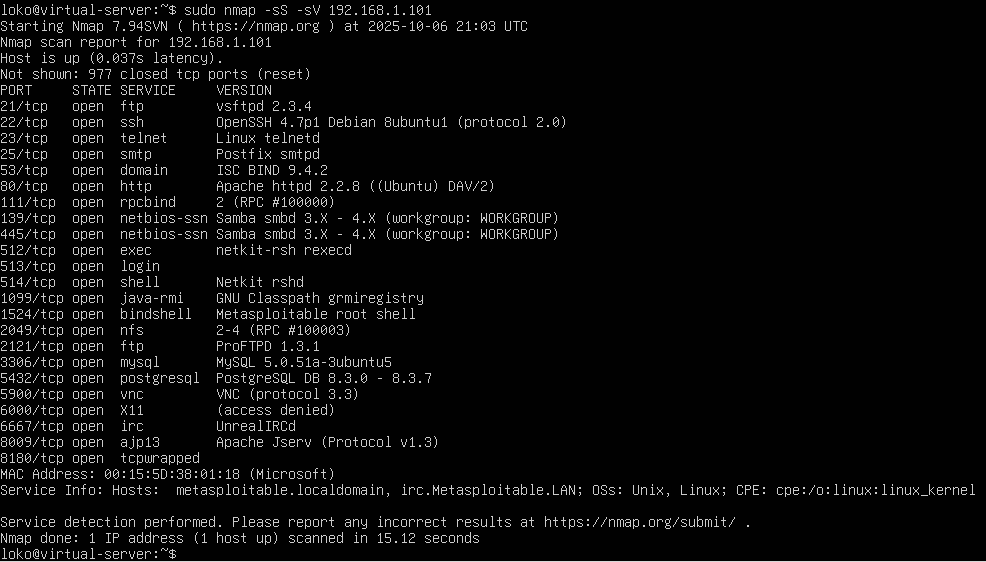 loko@virtual-server:~$ sudo nmap -sS -sV 192.168.1.101
Starting Nmap 7.94SVN ( https://nmap.org ) at 2025-10-06 21:03 UTC
Nmap scan report for 192.168.1.101
Host is up (0.037s latency).
Not shown: 977 closed tcp ports (reset)
PORT     STATE SERVICE     VERSION
21/tcp   open  ftp         vsftpd 2.3.4
22/tcp   open  ssh         OpenSSH 4.7p1 Debian 8ubuntu1 (protocol 2.0)
23/tcp   open  telnet      Linux telnetd
25/tcp   open  smtp        Postfix smtpd
53/tcp   open  domain      ISC BIND 9.4.2
80/tcp   open  http        Apache httpd 2.2.8 ((Ubuntu) DAV/2)
111/tcp  open  rpcbind     2 (RPC #100000)
139/tcp  open  netbios-ssn Samba smbd 3.X - 4.X (workgroup: WORKGROUP)
445/tcp  open  netbios-ssn Samba smbd 3.X - 4.X (workgroup: WORKGROUP)
512/tcp  open  exec        netkit-rsh rexecd
513/tcp  open  login
514/tcp  open  shell       Netkit rshd
1099/tcp open  java-rmi    GNU Classpath grmiregistry
1524/tcp open  bindshell   Metasploitable root shell
2049/tcp open  nfs         2-4 (RPC #100003)
2121/tcp open  ftp         ProFTPD 1.3.1
3306/tcp open  mysql       MySQL 5.0.51a-3ubuntu5
5432/tcp open  postgresql  PostgreSQL DB 8.3.0 - 8.3.7
5900/tcp open  vnc         VNC (protocol 3.3)
6000/tcp open  X11         (access denied)
6667/tcp open  irc         UnrealIRCd
8009/tcp open  ajp13       Apache Jserv (Protocol v1.3)
8180/tcp open  tcpwrapped
MAC Address: 00:15:5D:38:01:18 (Microsoft)
Service Info: Hosts:  metasploitable.localdomain, irc.Metasploitable.LAN; OSs: Unix, Linux; CPE: cpe:/o:linux:linux_kernel

Service detection performed. Please report any incorrect results at https://nmap.org/submit/ .
Nmap done: 1 IP address (1 host up) scanned in 15.12 seconds
loko@virtual-server:~$